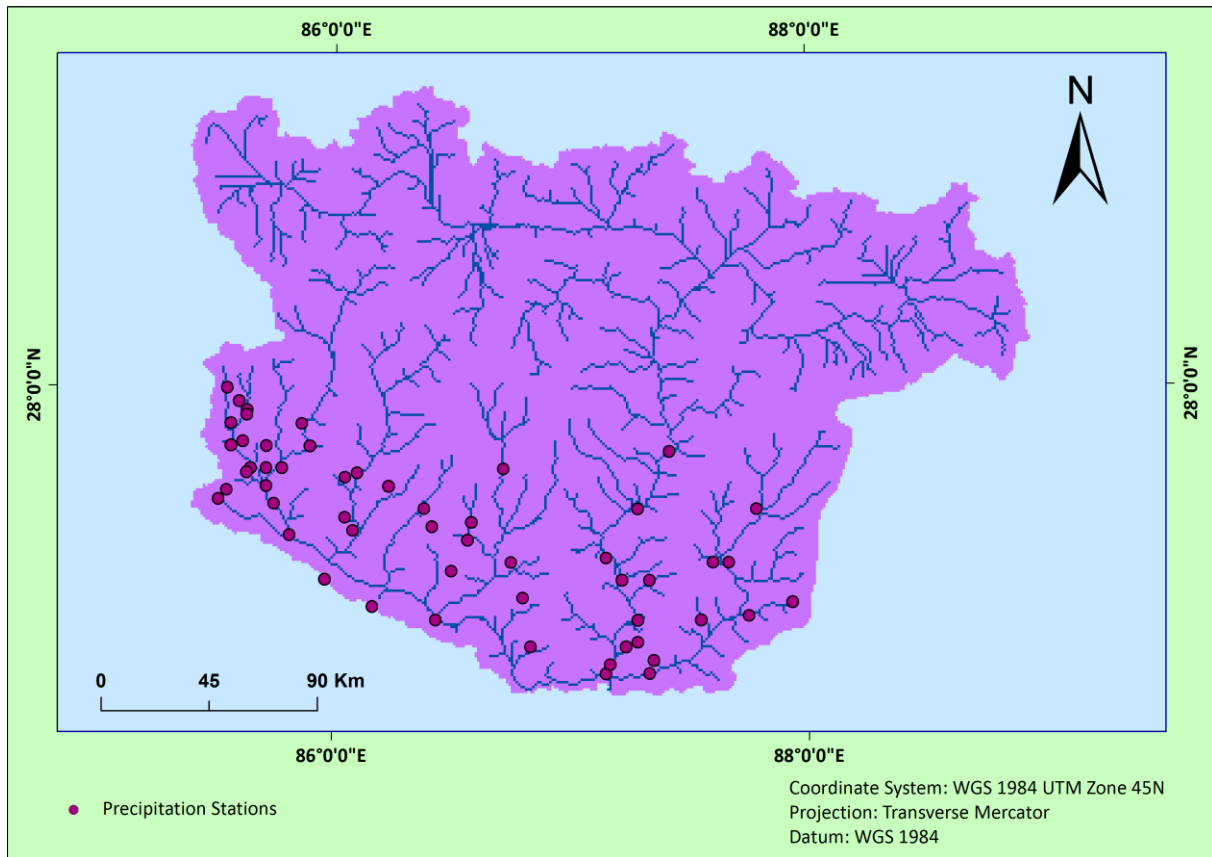 86°0'0"E 88°0'0"E
N
28°0'0"N 28°0'0"N
0 45 90 Km
86°0'0"E 88°0'0"E
Precipitation Stations
Coordinate System: WGS 1984 UTM Zone 45N
Projection: Transverse Mercator
Datum: WGS 1984